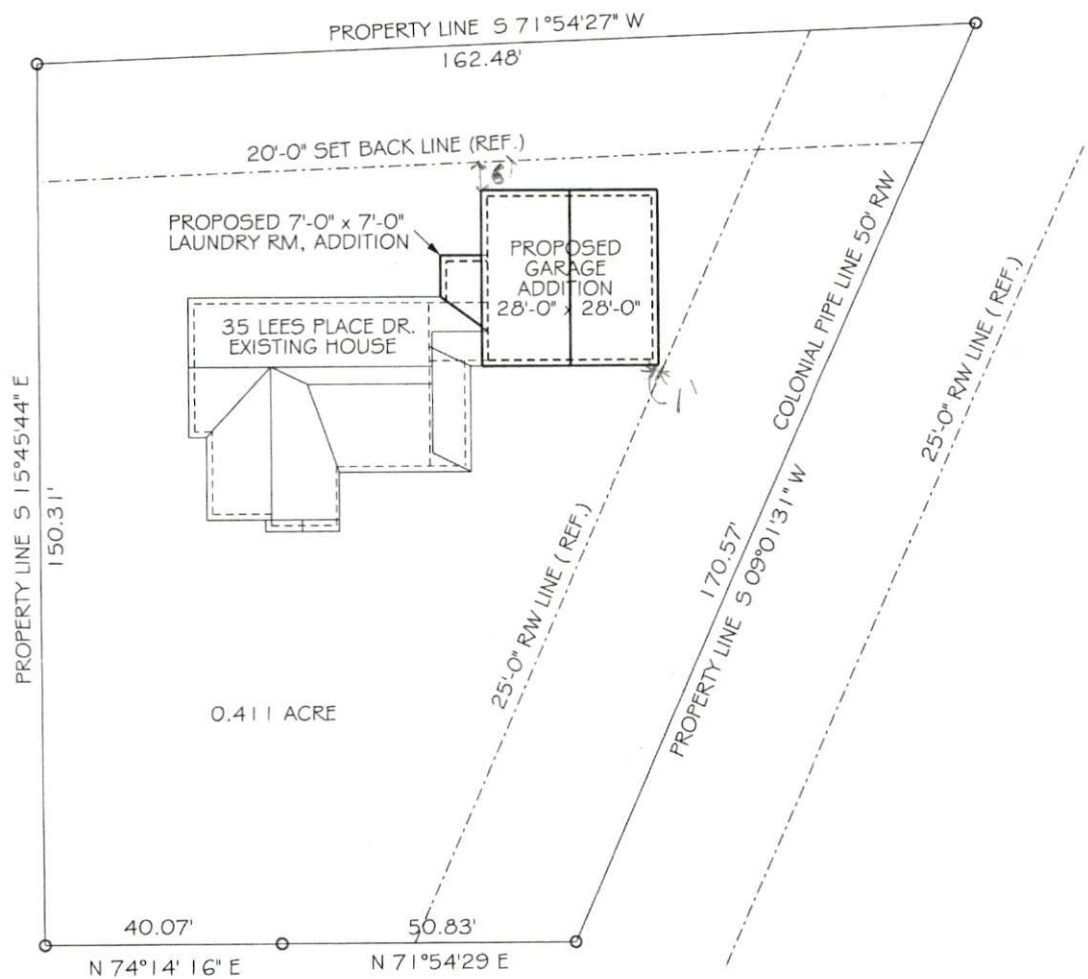 PROPERTY LINE S 71°54'27" W
162.48'
20'-0" SET BACK LINE (REF.)
6'
PROPOSED 7'-0" x 7'-0"
LAUNDRY RM, ADDITION
PROPOSED
GARAGE
ADDITION
28'-0" x 28'-0"
35 LEES PLACE DR.
EXISTING HOUSE
1'
COLONIAL PIPE LINE 50' R/W
25'-0" R/W LINE ( REF.)
PROPERTY LINE S 15°45'44" E
150.31'
25'-0" R/W LINE ( REF.)
170.57'
PROPERTY LINE S 09°01'31" W
0.411 ACRE
40.07'
50.83'
N 74°14' 16" E
N 71°54'29 E